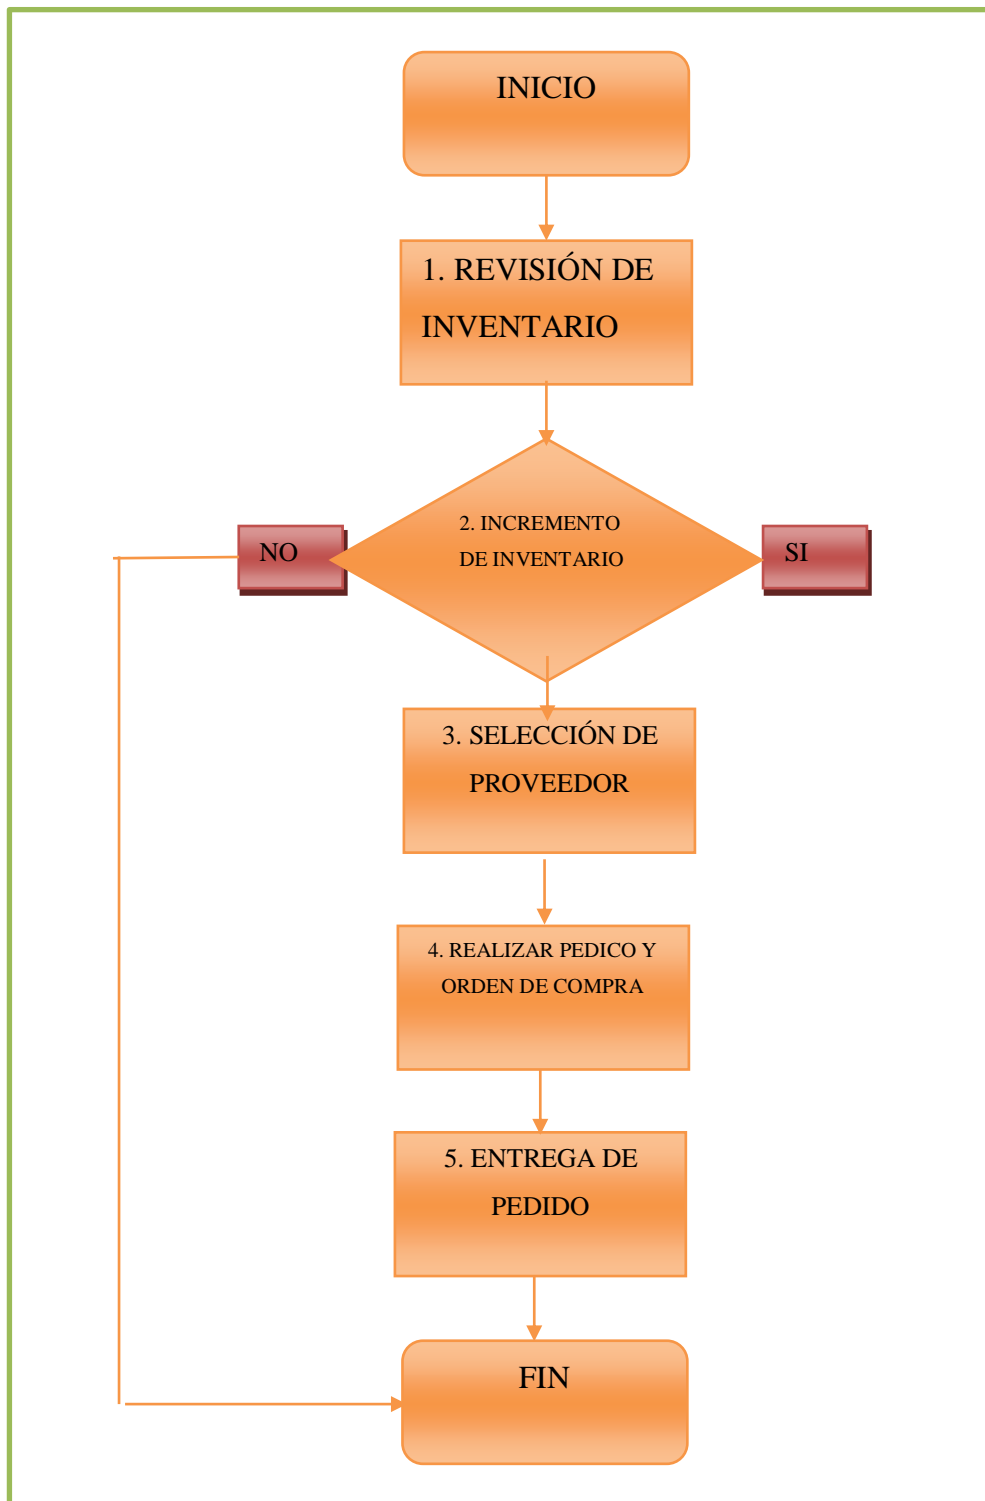 INICIO
1. REVISIÓN DE
INVENTARIO
2. INCREMENTO
DE INVENTARIO
NO
SI
3. SELECCIÓN DE
PROVEEDOR
4. REALIZAR PEDICO Y
ORDEN DE COMPRA
5. ENTREGA DE
PEDIDO
FIN